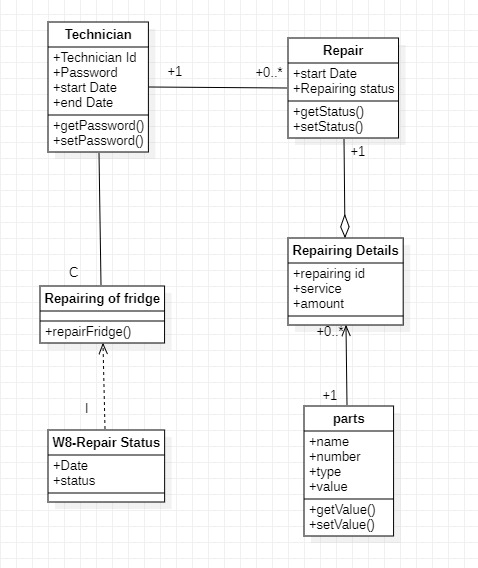 Technician
+Technician Id
+Password
+start Date
+end Date
+getPassword()
+setPassword()
+1
+0..*
Repair
+start Date
+Repairing status
+getStatus()
+setStatus()
+1
Repairing Details
+repairing id
+service
+amount
+0..*
C
Repairing of fridge
+repairFridge()
I
W8-Repair Status
+Date
+status
+1
parts
+name
+number
+type
+value
+getValue()
+setValue()